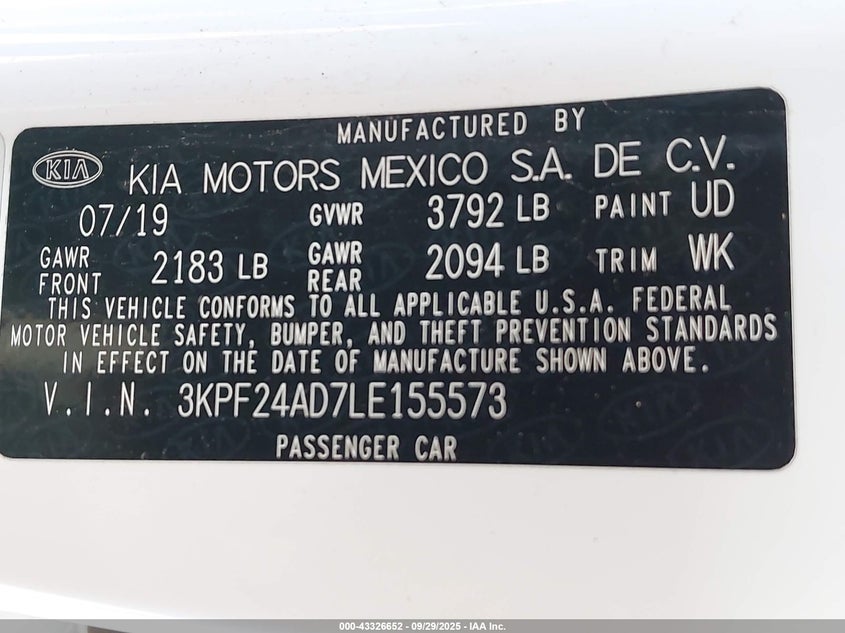 MANUFACTURED BY
KIA KIA MOTORS MEXICO S.A. DE C.V.
07/19 GVWR 3792 LB PAINT UD
GAWR FRONT 2183 LB GAWR REAR 2094 LB TRIM WK
THIS VEHICLE CONFORMS TO ALL APPLICABLE U.S.A. FEDERAL
MOTOR VEHICLE SAFETY, BUMPER, AND THEFT PREVENTION STANDARDS
IN EFFECT ON THE DATE OF MANUFACTURE SHOWN ABOVE.
V.I.N. 3KPF24AD7LE155573
PASSENGER CAR
000-43326652 - 09/29/2025 - IAA Inc.